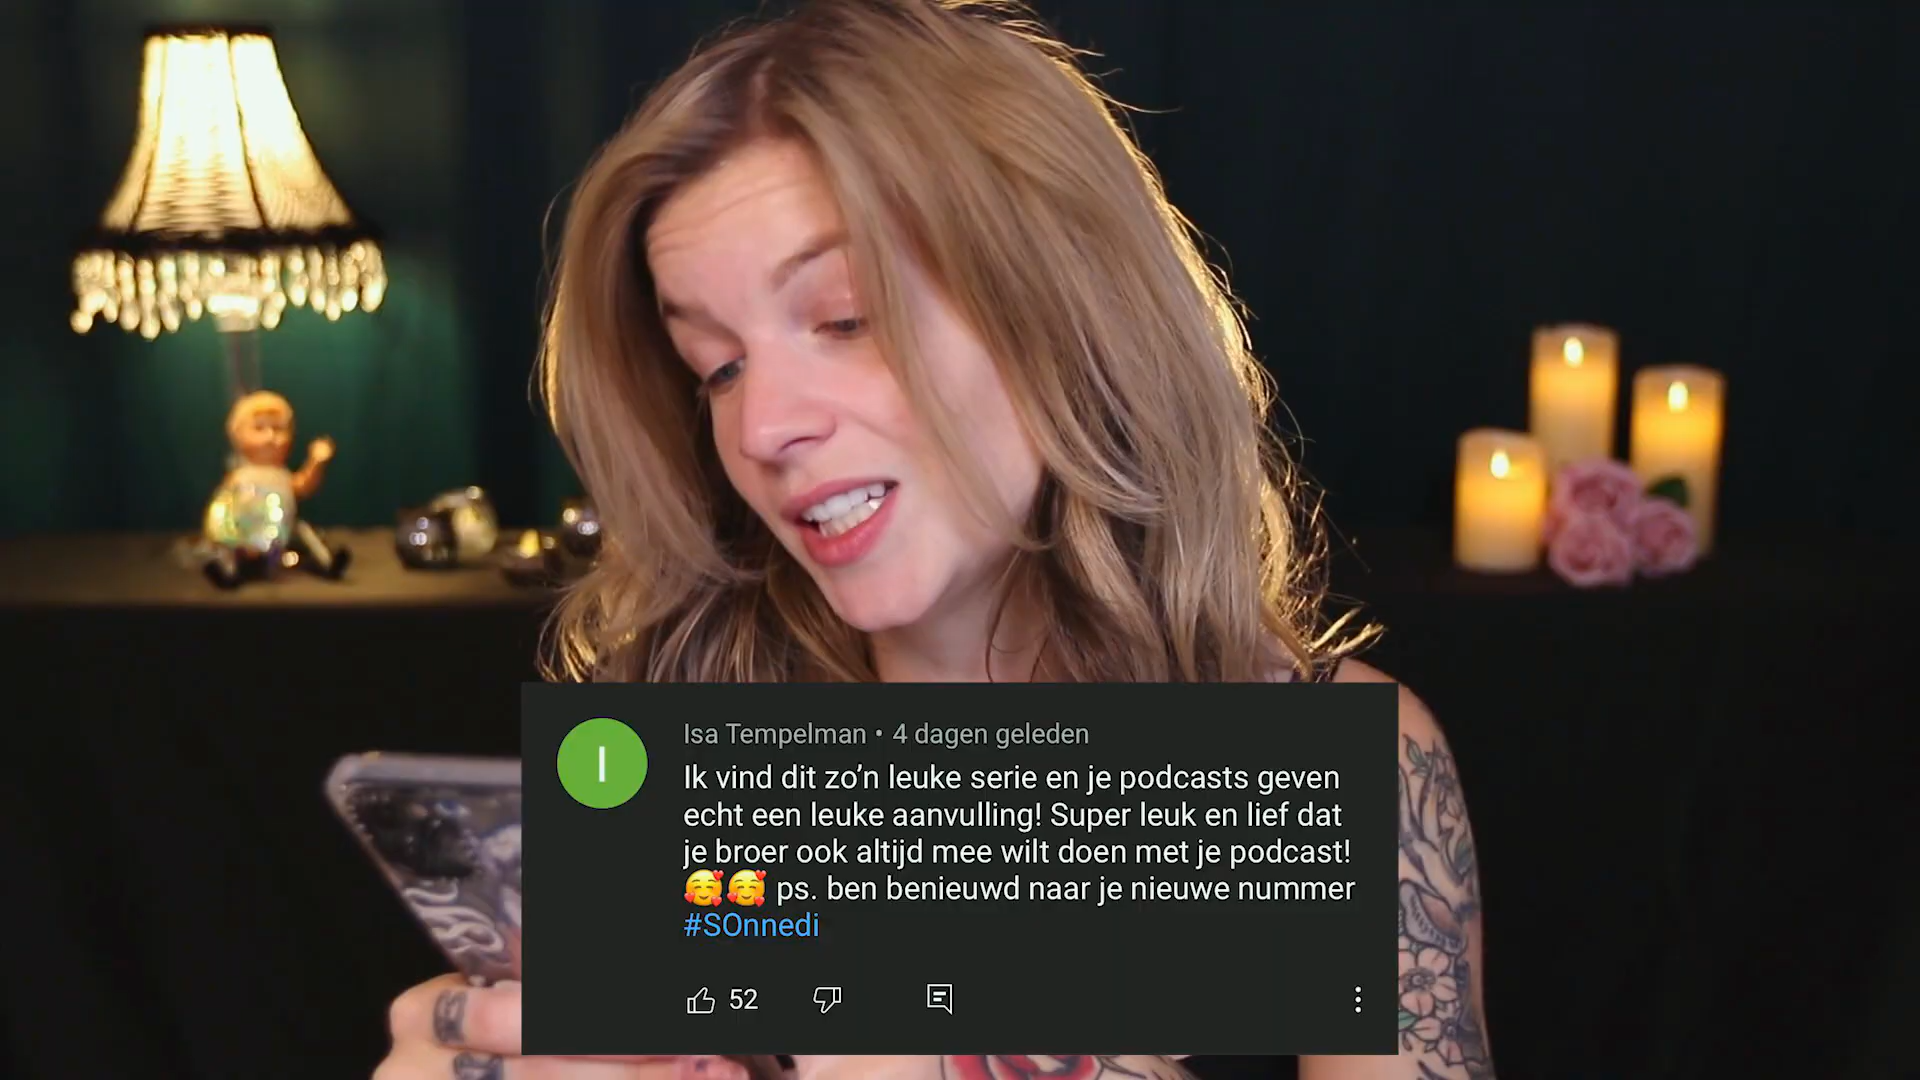 Isa Tempelman • 4 dagen geleden
Ik vind dit zo’n leuke serie en je podcasts geven
echt een leuke aanvulling! Super leuk en lief dat
je broer ook altijd mee wilt doen met je podcast!
🥰🥰 ps. ben benieuwd naar je nieuwe nummer
#SOnnedi
52